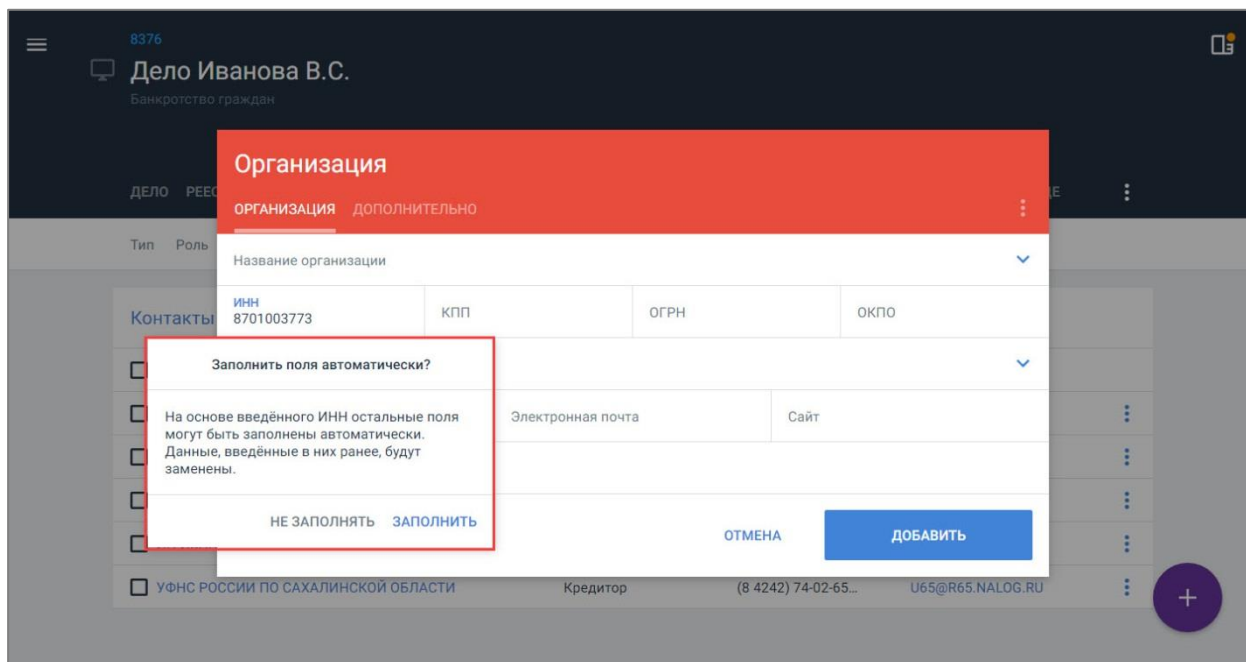 8376
Дело Иванова В.С.
Банкротство граждан
Организация
ДЕЛО РЕЕС
ОРГАНИЗАЦИЯ ДОПОЛНИТЕЛЬНО
Тип Роль
Название организации
Контакты
ИНН
8701003773
КПП ОГРН ОКПО
Заполнить поля автоматически?
На основе введённого ИНН остальные поля
могут быть заполнены автоматически.
Данные, введённые в них ранее, будут
заменены.
НЕ ЗАПОЛНЯТЬ ЗАПОЛНИТЬ
Электронная почта Сайт
ОТМЕНА ДОБАВИТЬ
УФНС РОССИИ ПО САХАЛИНСКОЙ ОБЛАСТИ Кредитор (8 4242) 74-02-65... U65@R65.NALOG.RU